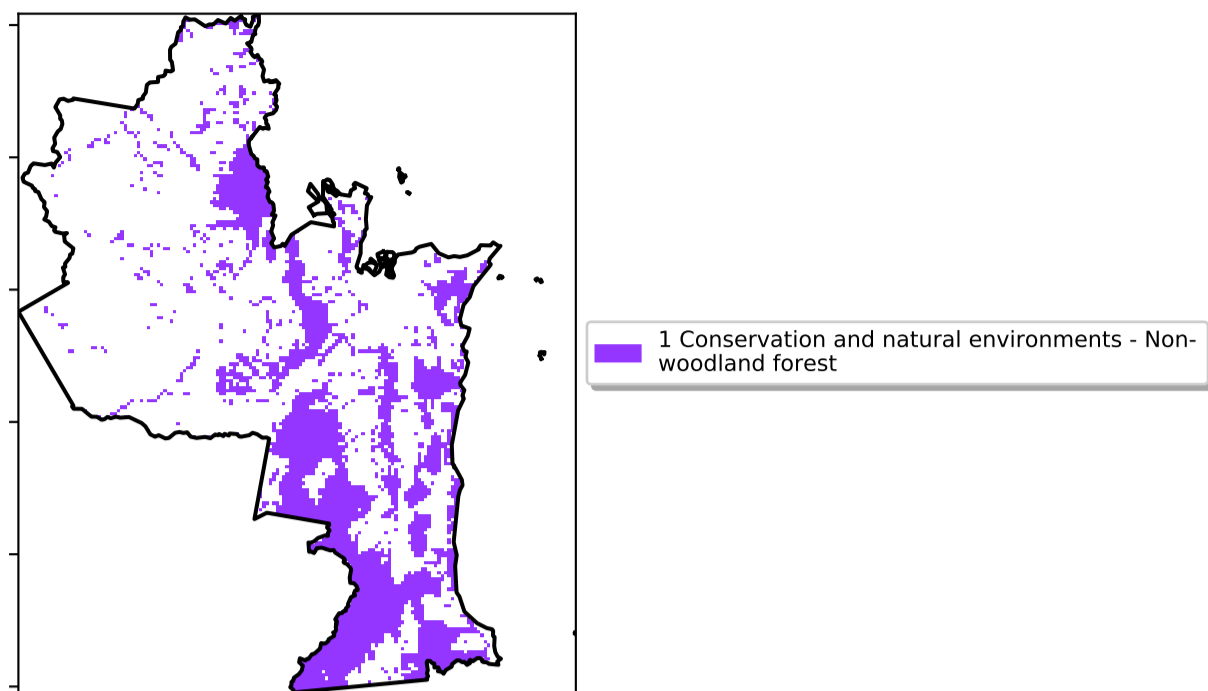 1 Conservation and natural environments - Non-
woodland forest